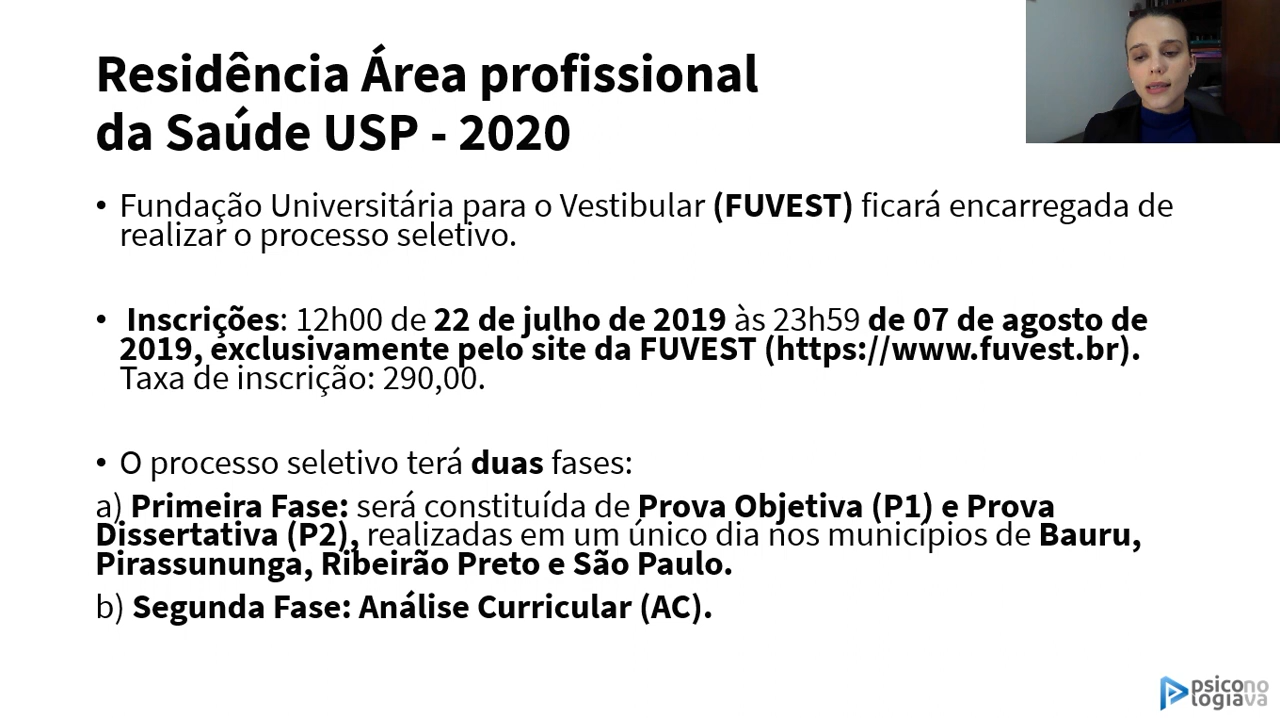 Residência Área profissional
da Saúde USP - 2020
• Fundação Universitária para o Vestibular (FUVEST) ficará encarregada de
realizar o processo seletivo.
• Inscrições: 12h00 de 22 de julho de 2019 às 23h59 de 07 de agosto de
2019, exclusivamente pelo site da FUVEST (https://www.fuvest.br).
Taxa de inscrição: 290,00.
• O processo seletivo terá duas fases:
a) Primeira Fase: será constituída de Prova Objetiva (P1) e Prova
Dissertativa (P2), realizadas em um único dia nos municípios de Bauru,
Pirassununga, Ribeirão Preto e São Paulo.
b) Segunda Fase: Análise Curricular (AC).
psicono
logiava